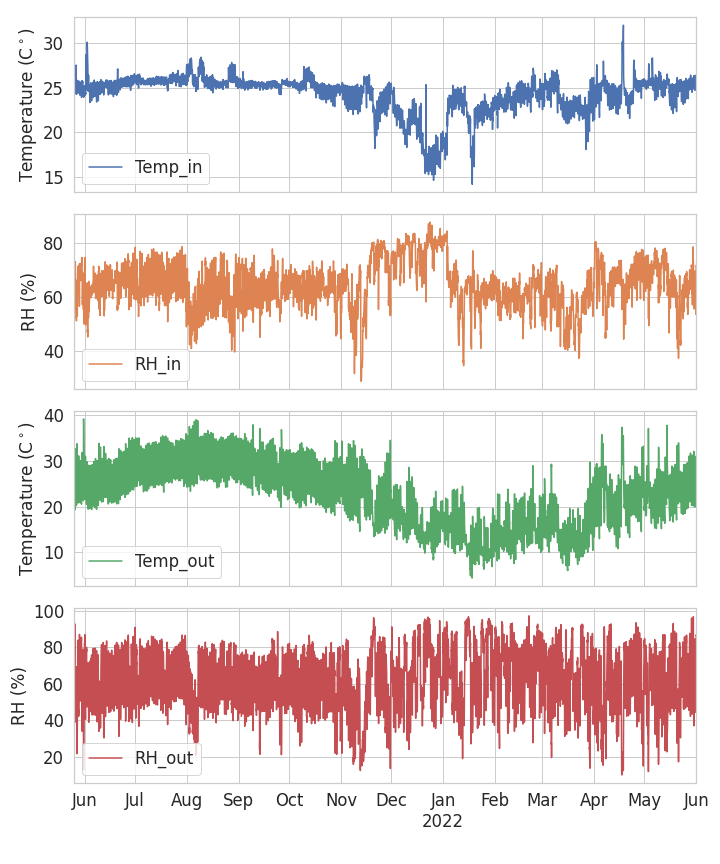 30
25
20
15
Temperature (C°)
Temp_in
80
60
40
RH (%)
RH_in
40
30
20
10
Temperature (C°)
Temp_out
100
80
60
40
20
RH (%)
RH_out
Jun Jul Aug Sep Oct Nov Dec Jan Feb Mar Apr May Jun
2022